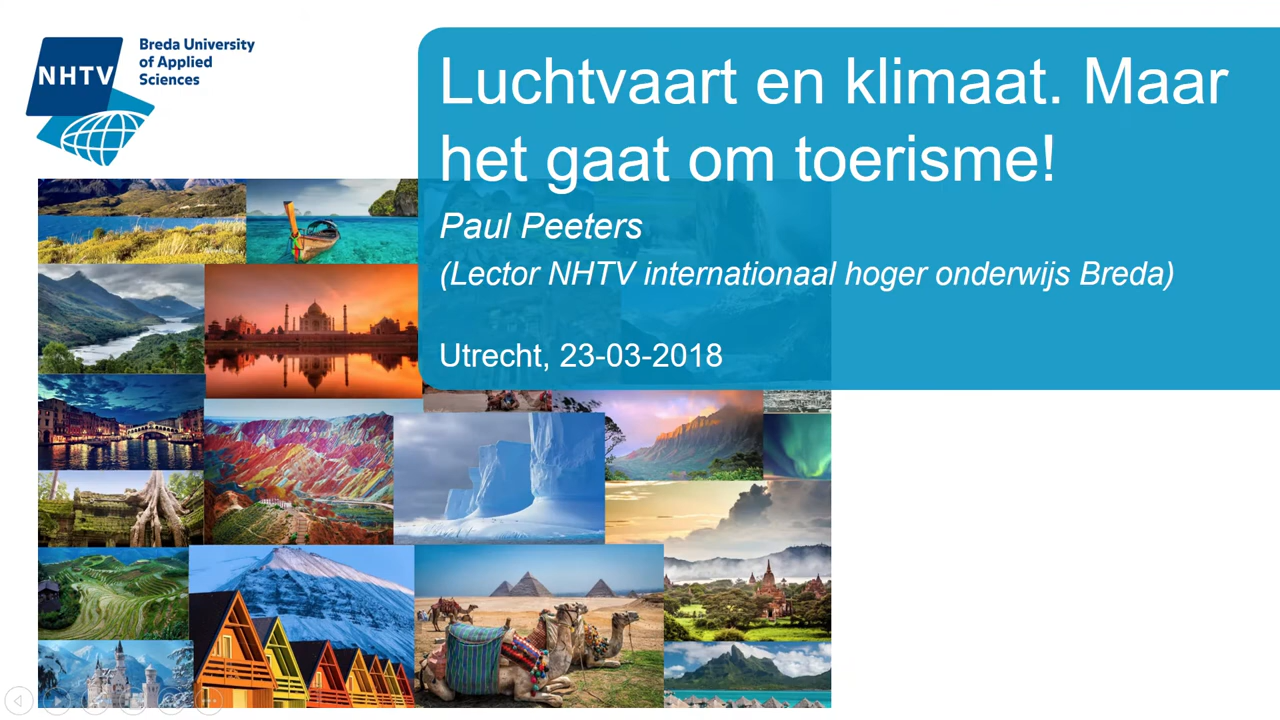 NHTV
Breda University
of Applied
Sciences
Luchtvaart en klimaat. Maar
het gaat om toerisme!
Paul Peeters
(Lector NHTV internationaal hoger onderwijs Breda)
Utrecht, 23-03-2018